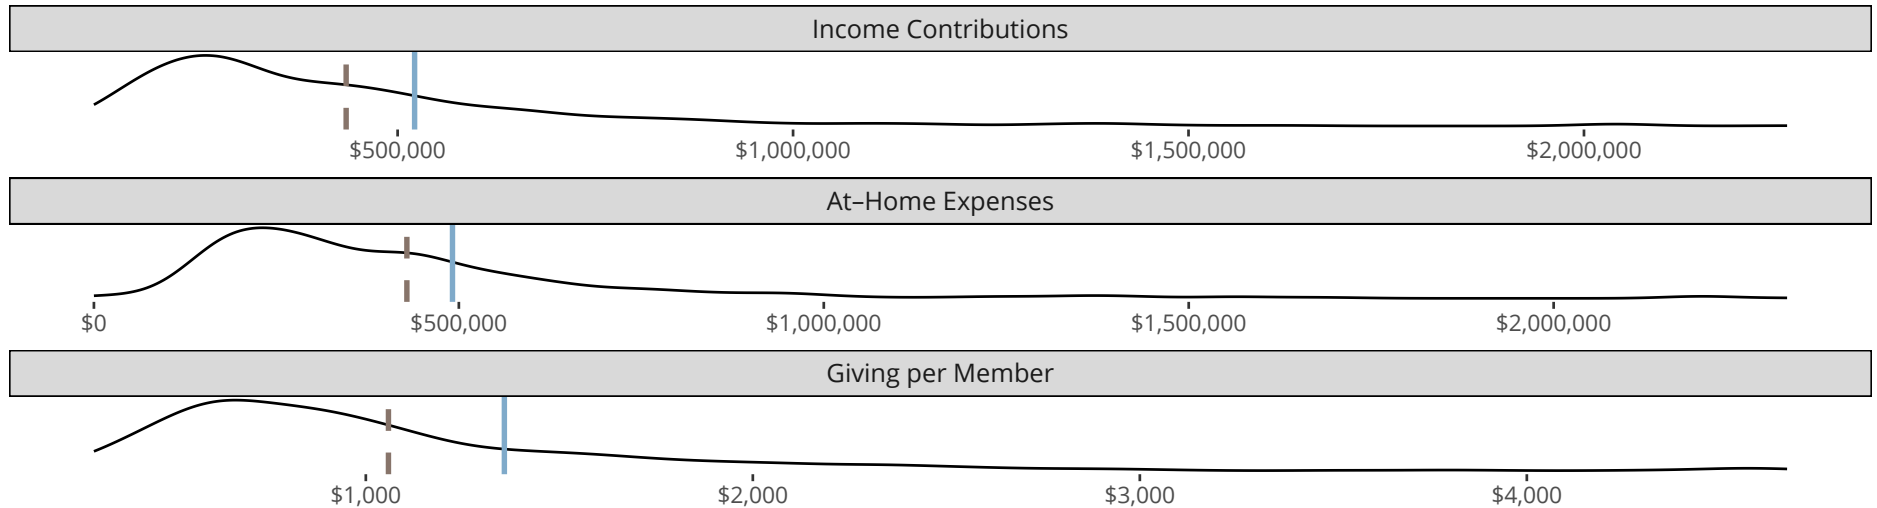 Income Contributions
$500,000 $1,000,000 $1,500,000 $2,000,000
At–Home Expenses
$0 $500,000 $1,000,000 $1,500,000 $2,000,000
Giving per Member
$1,000 $2,000 $3,000 $4,000